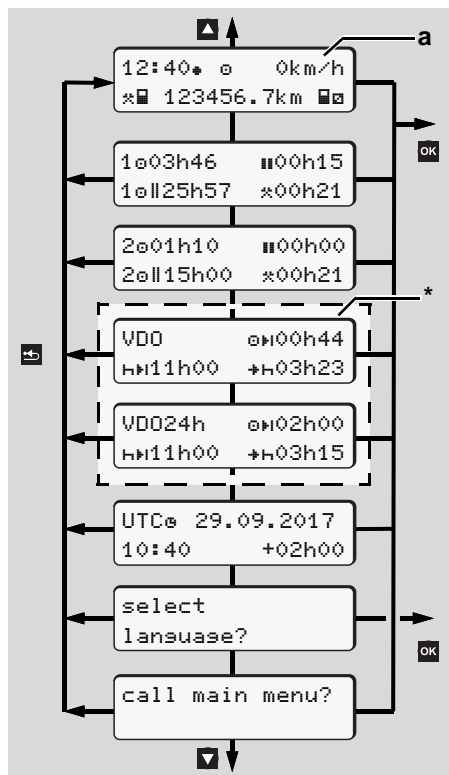 a
12:40 0km/h
123456.7km
OK
1 03h46 00h15
1 25h57 00h21
2 01h10 00h00
2 15h00 00h21
*
VDO 00h44
11h00 03h23
VDO24h 02h00
11h00 03h15
UTC 29.09.2017
10:40 +02h00
select
language?
OK
call main menu?